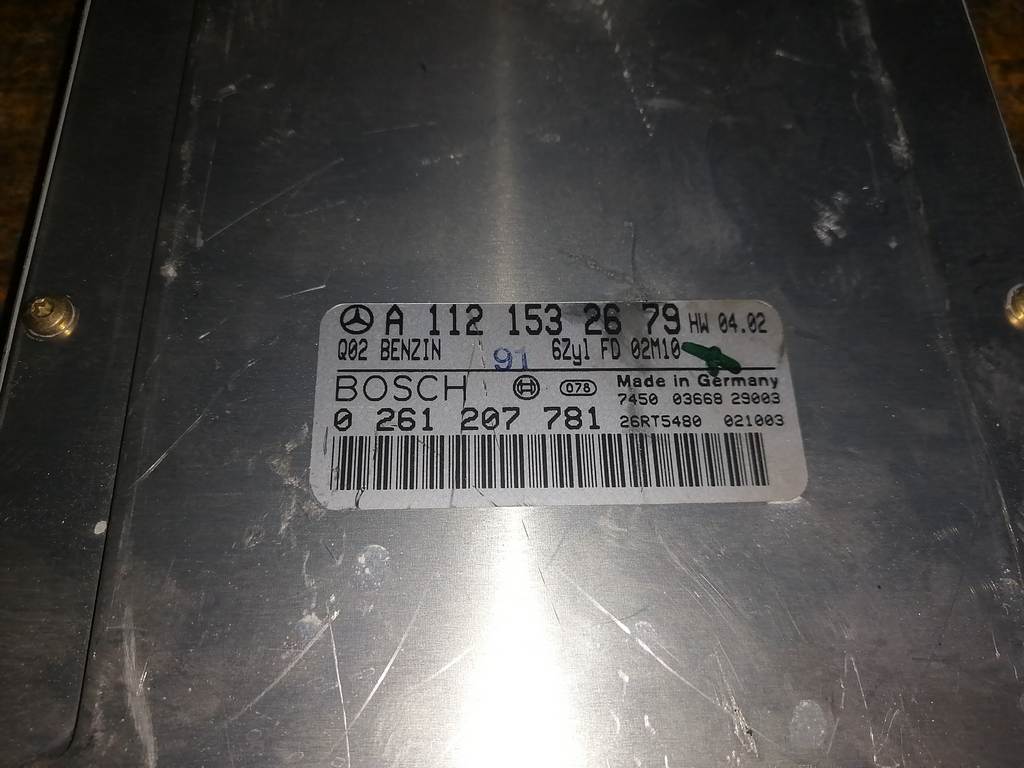 A 112 153 26 79 HW 04.02
Q02 BENZIN 91 6Zyl FD 02M10
BOSCH 078 Made in Germany
7450 03668 29003
0 261 207 781 26RT5480 021003